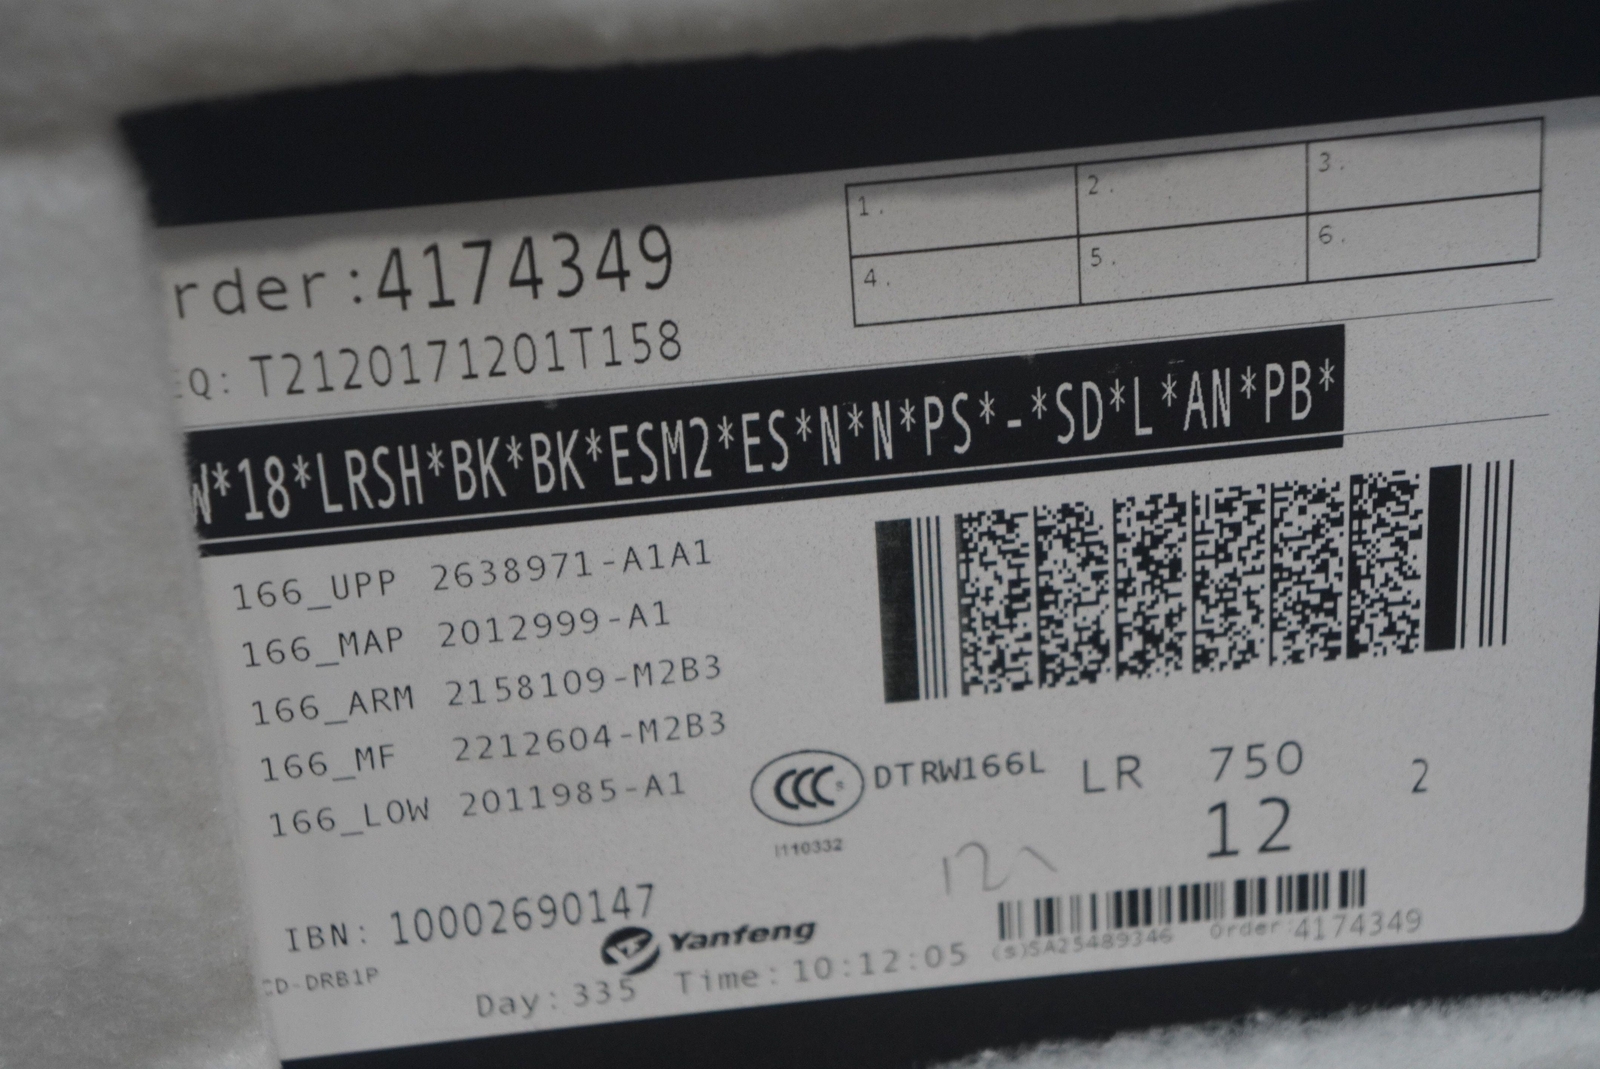 rder:4174349
1.
2.
3.
4.
5.
6.
EQ: T2120171201T158
W*18*LRSH*BK*BK*ESM2*ES*N*N*PS*-*SD*L*AN*PB*
166_UPP 2638971-A1A1
166_MAP 2012999-A1
166_ARM 2158109-M2B3
166_MF 2212604-M2B3
166_LOW 2011985-A1
CCC
I110332
DTRW166L LR 750 2
12
12
IBN: 10002690147
Yanfeng
CD-DRB1P
Day: 335 Time: 10:12:05
(s)SA25489346 Order 4174349